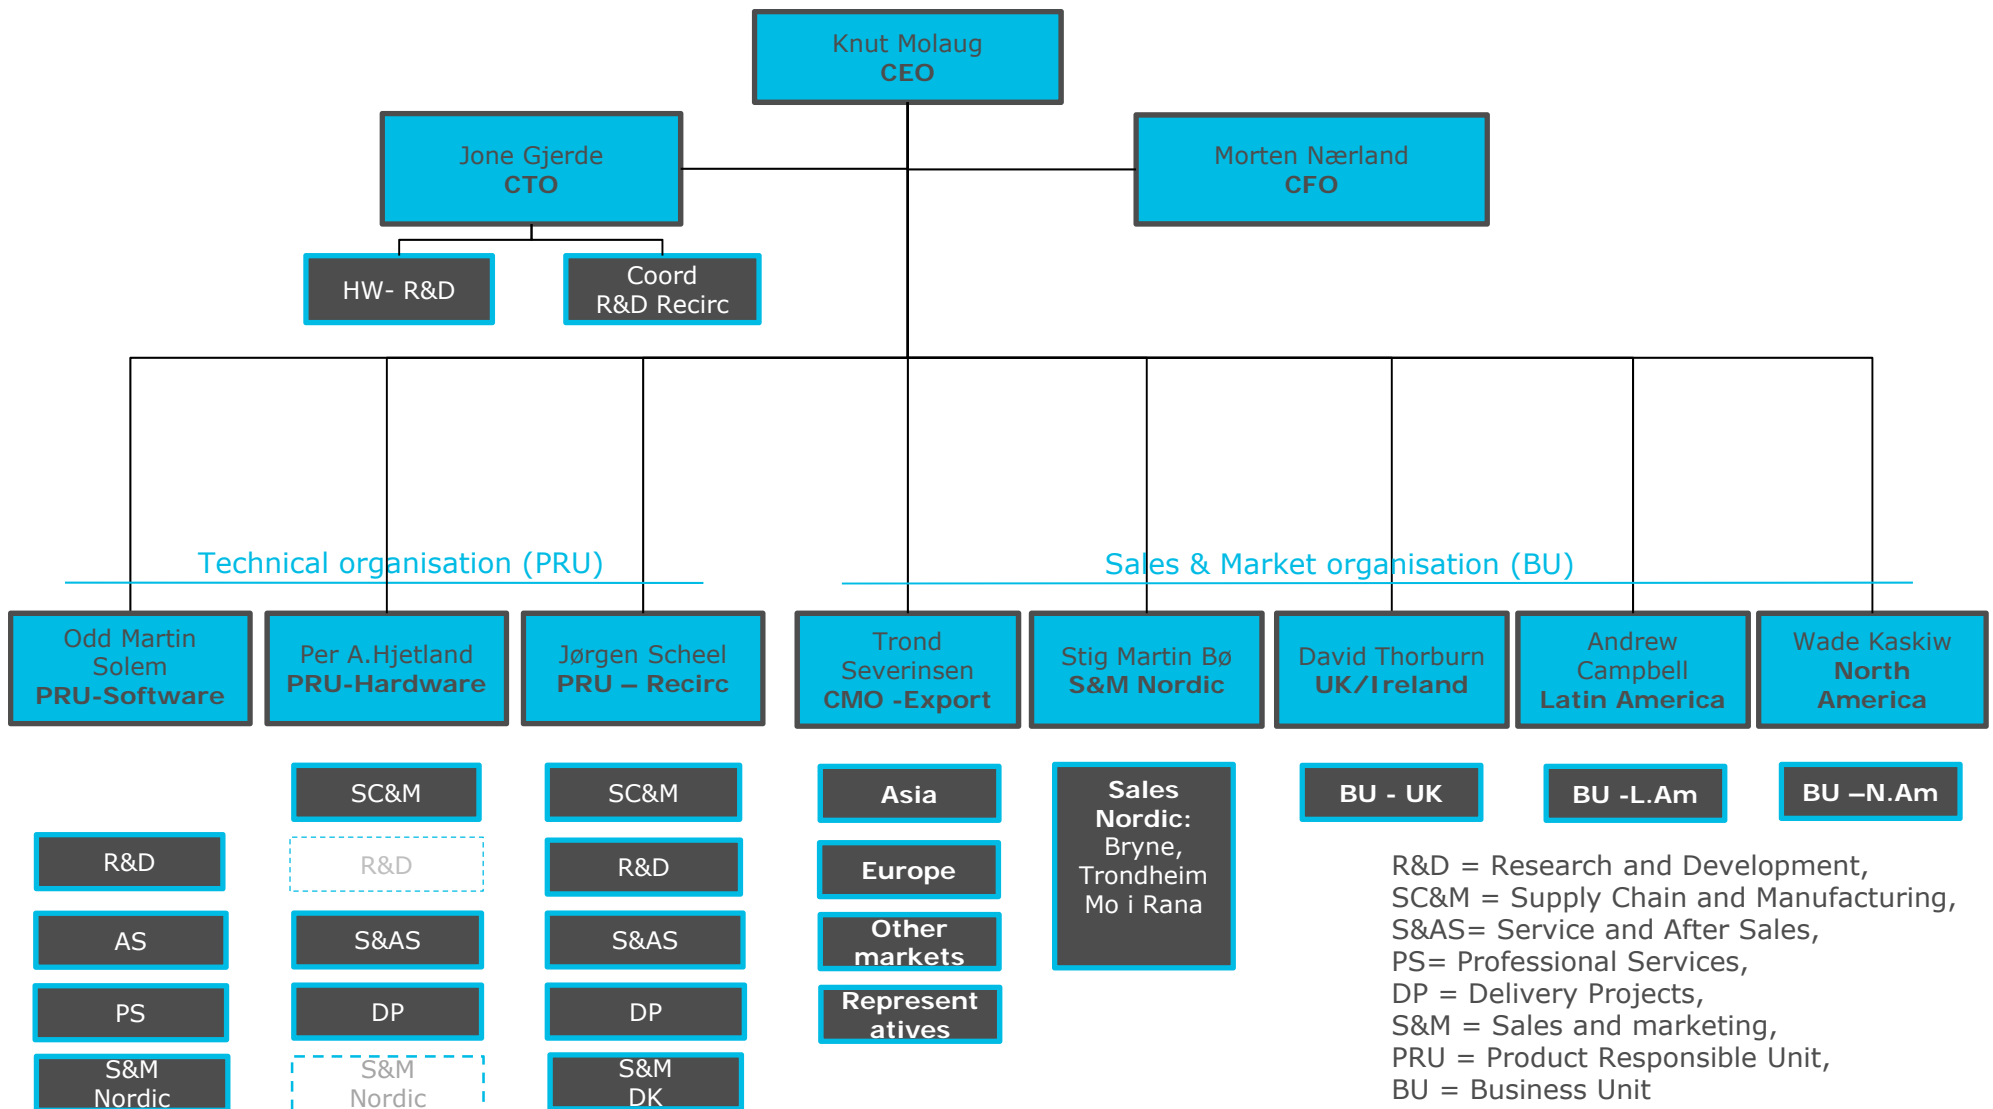 Knut Molaug
CEO
Jone Gjerde
CTO
Morten Nærland
CFO
HW- R&D
Coord
R&D Recirc
Technical organisation (PRU)
Sales & Market organisation (BU)
Odd Martin
Solem
PRU-Software
Per A.Hjetland
PRU-Hardware
Jørgen Scheel
PRU – Recirc
Trond
Severinsen
CMO -Export
Stig Martin Bø
S&M Nordic
David Thorburn
UK/Ireland
Andrew
Campbell
Latin America
Wade Kaskiw
North
America
R&D
AS
PS
S&M
Nordic
SC&M
R&D
S&AS
DP
S&M
Nordic
SC&M
R&D
S&AS
DP
S&M
DK
Asia
Europe
Other
markets
Represent
atives
Sales
Nordic:
Bryne,
Trondheim
Mo i Rana
BU - UK
BU -L.Am
BU –N.Am
R&D = Research and Development,
SC&M = Supply Chain and Manufacturing,
S&AS= Service and After Sales,
PS= Professional Services,
DP = Delivery Projects,
S&M = Sales and marketing,
PRU = Product Responsible Unit,
BU = Business Unit